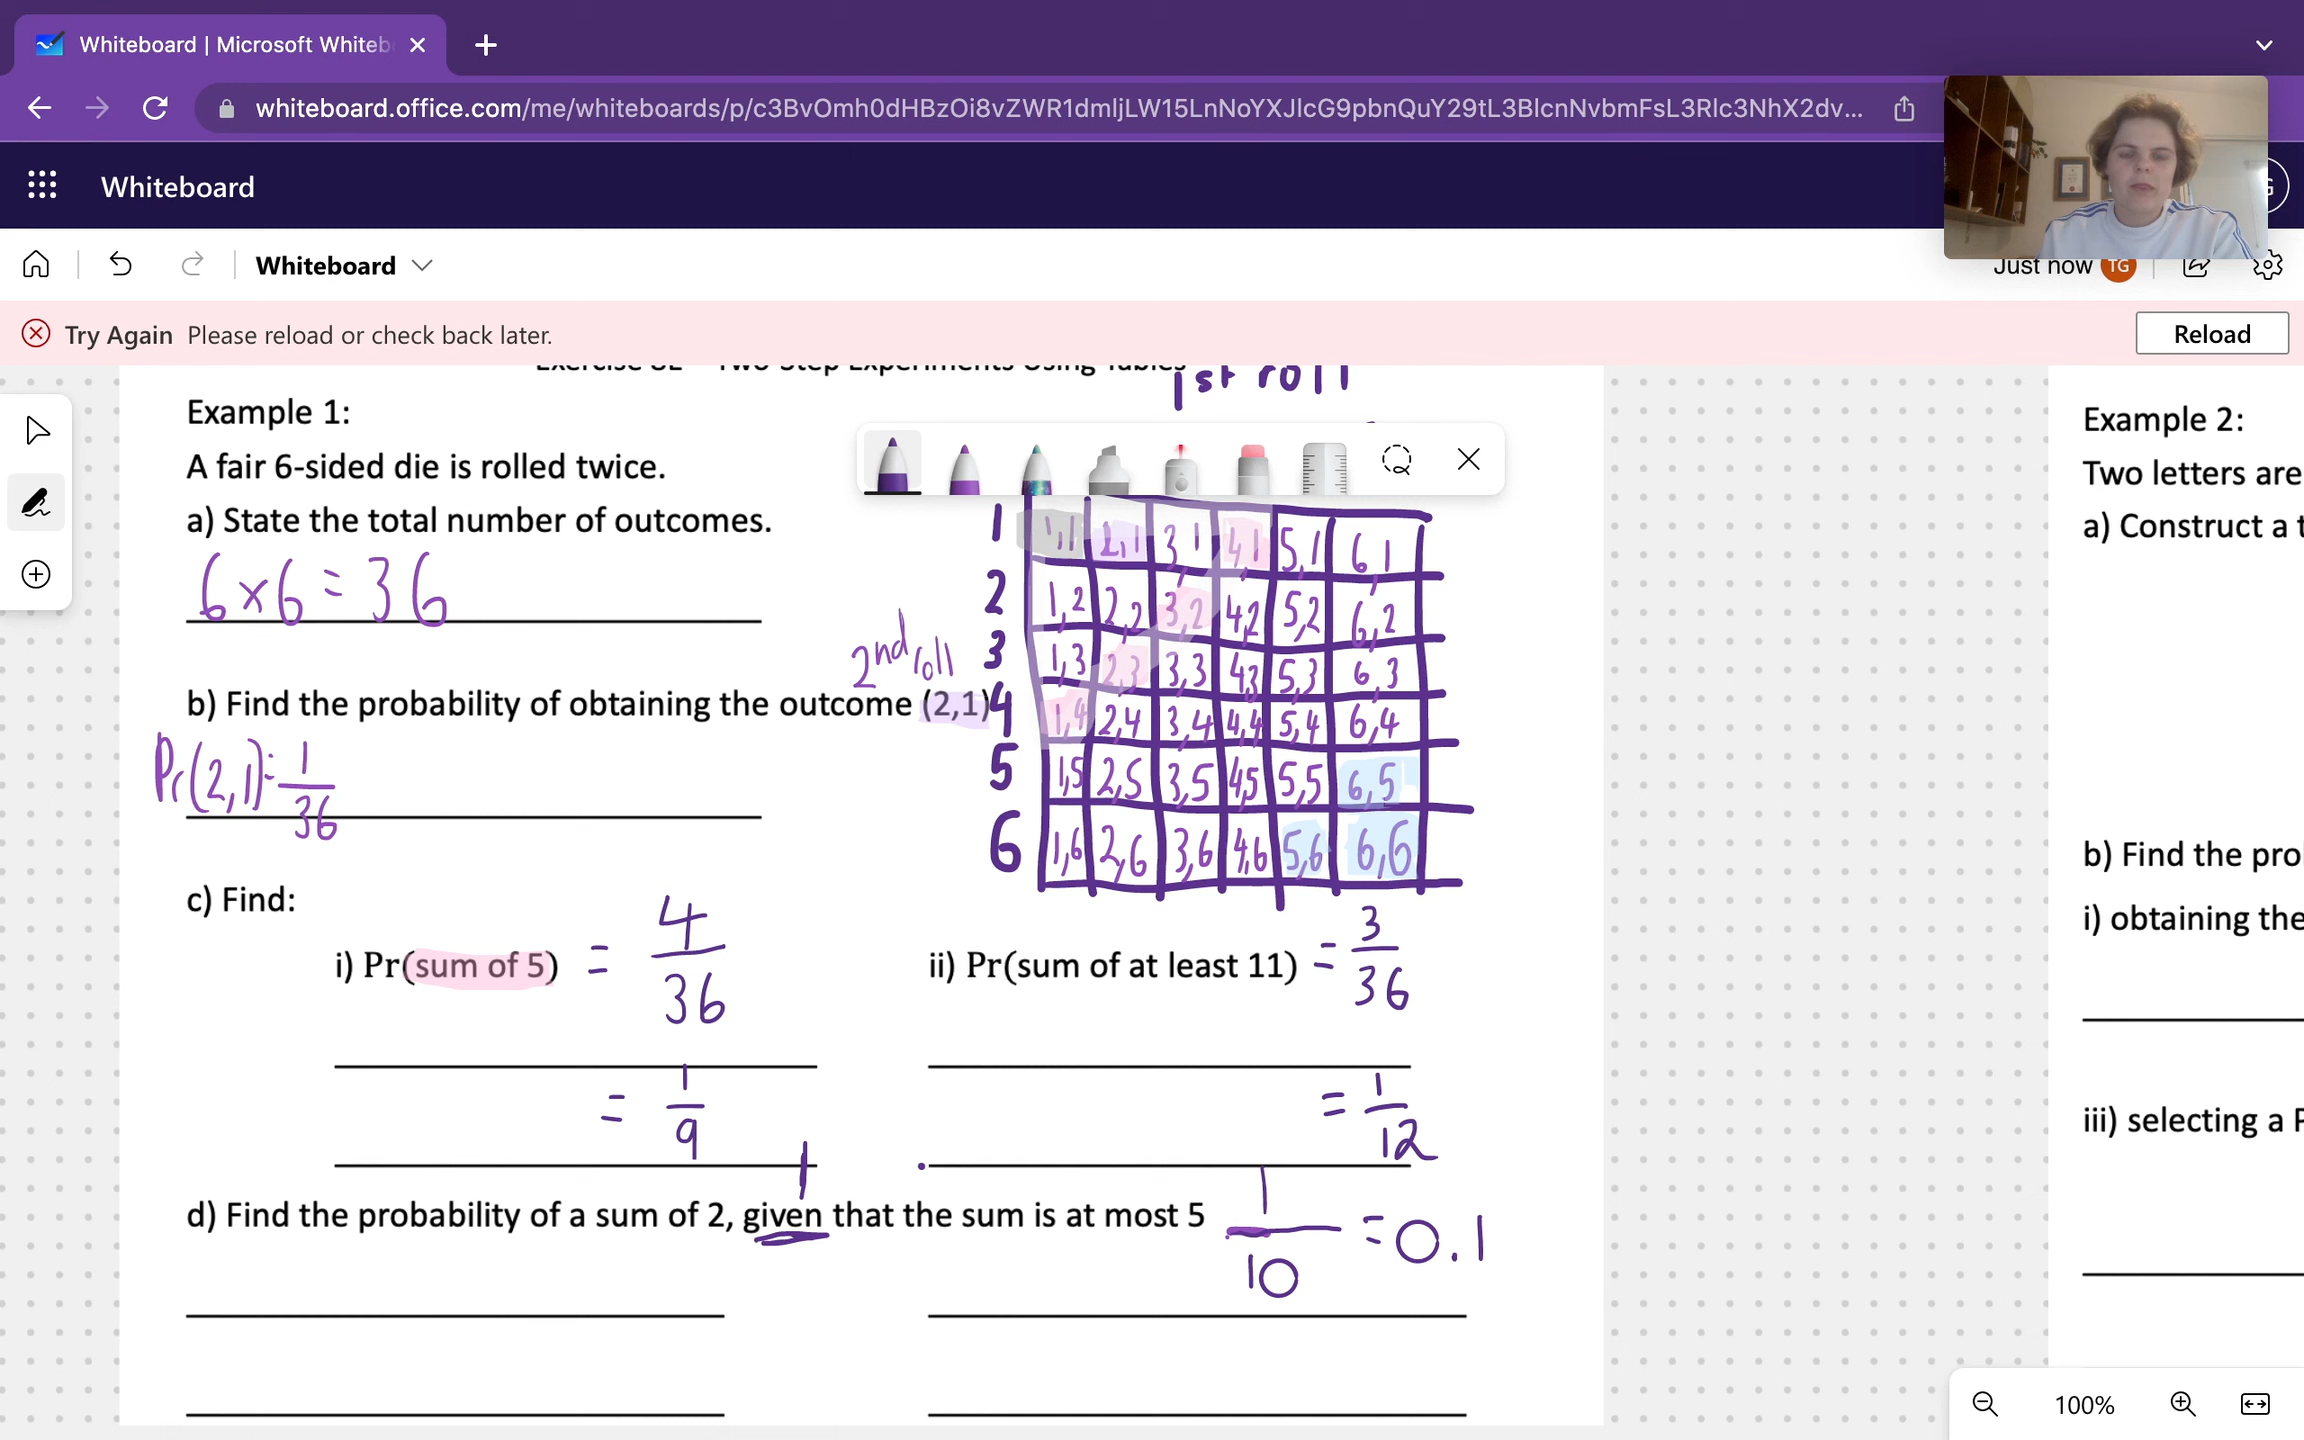 Whiteboard | Microsoft Whiteb
whiteboard.office.com/me/whiteboards/p/c3BvOmh0dHBzOi8vZWR1dmljLW15LnNoYXJlcG9pbnQuY29tL3BlcnNvbmFsL3Rlc3NhX2dv...
Whiteboard
Whiteboard
Just now TG
Try Again Please reload or check back later.
Reload
Two Step Experiments Using Tables
1st roll
Example 1:
A fair 6-sided die is rolled twice.
a) State the total number of outcomes.
6 × 6 = 36
b) Find the probability of obtaining the outcome (2,1)
Pr(2,1) = 1/36
2nd roll
1 1,1 2,1 3,1 4,1 5,1 6,1
2 1,2 2,2 3,2 4,2 5,2 6,2
3 1,3 2,3 3,3 4,3 5,3 6,3
4 1,4 2,4 3,4 4,4 5,4 6,4
5 1,5 2,5 3,5 4,5 5,5 6,5
6 1,6 2,6 3,6 4,6 5,6 6,6
c) Find:
i) Pr(sum of 5) = 4/36
= 1/9
ii) Pr(sum of at least 11) = 3/36
= 1/12
d) Find the probability of a sum of 2, given that the sum is at most 5 1/10 = 0.1
Example 2:
Two letters are
a) Construct a t
b) Find the pro
i) obtaining the
iii) selecting a P
100%